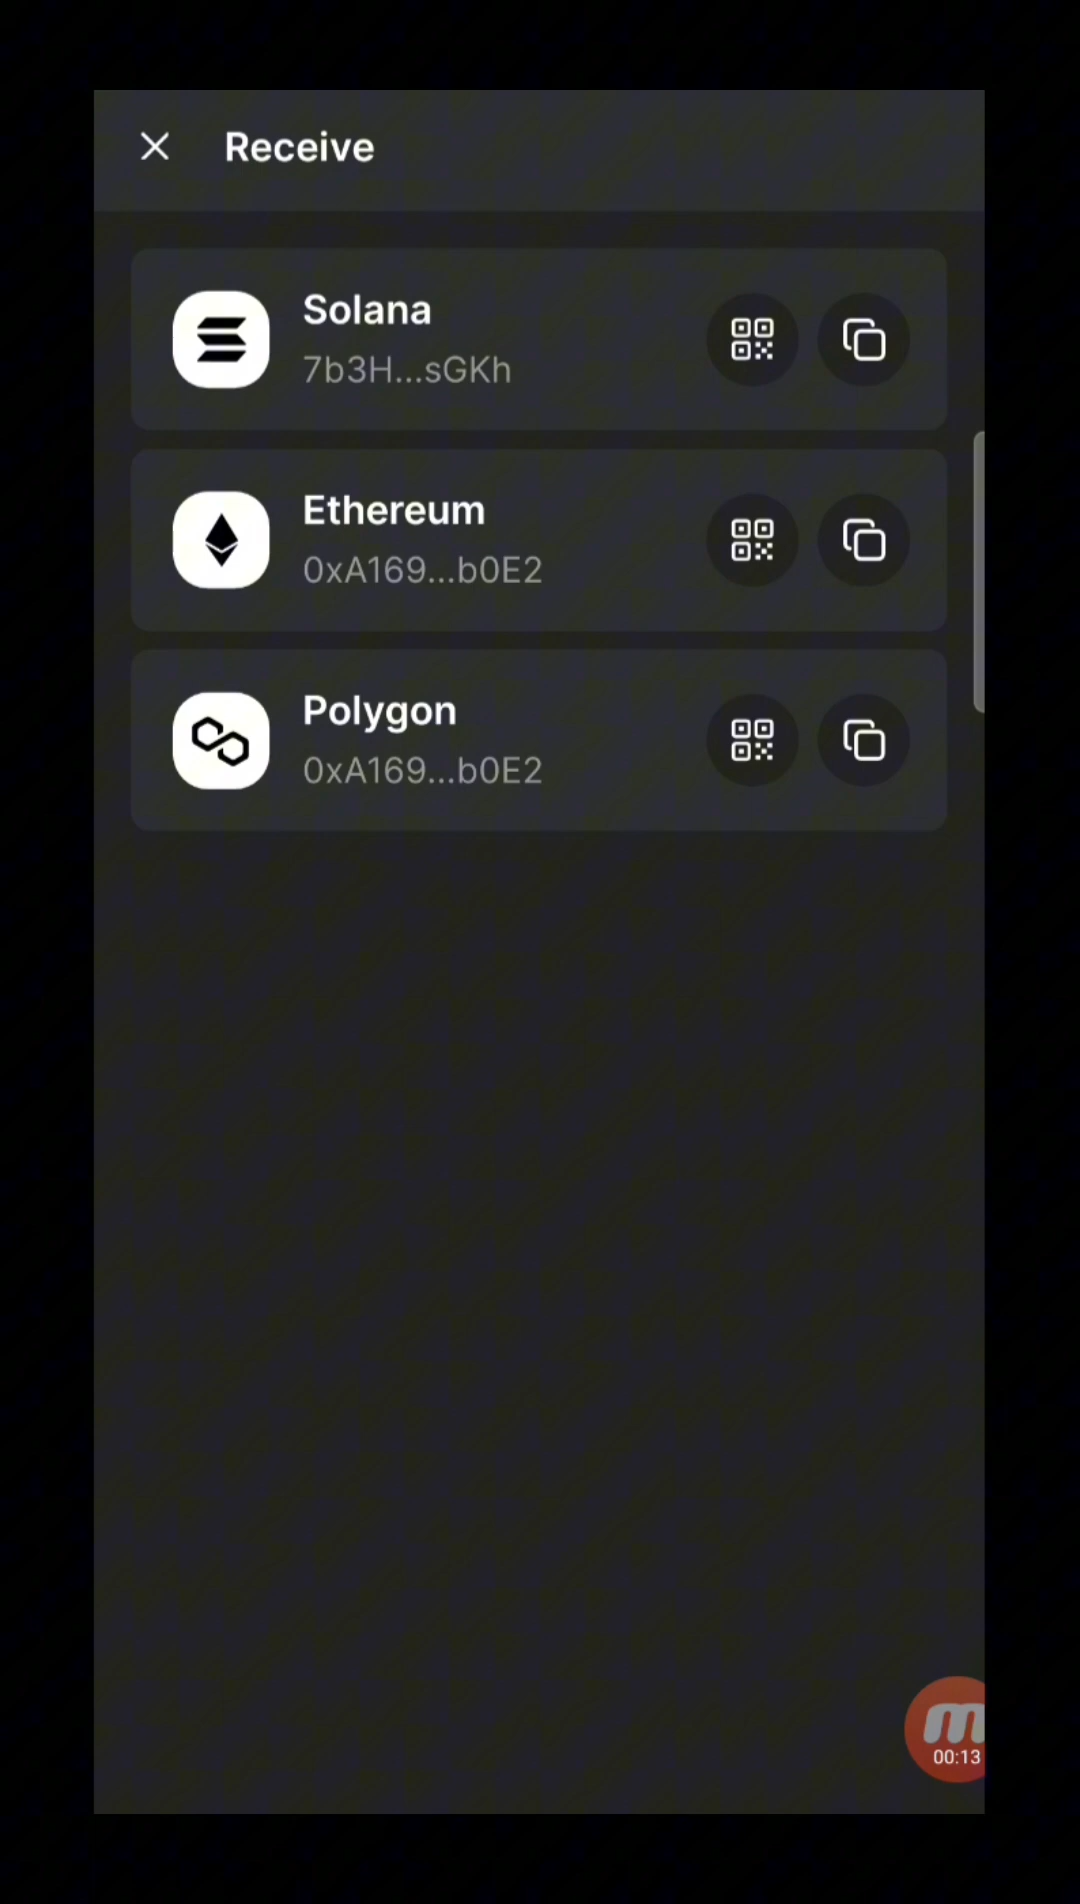 Receive
Solana
7b3H...sGKh
Ethereum
0xA169...b0E2
Polygon
0xA169...b0E2
m
00:13